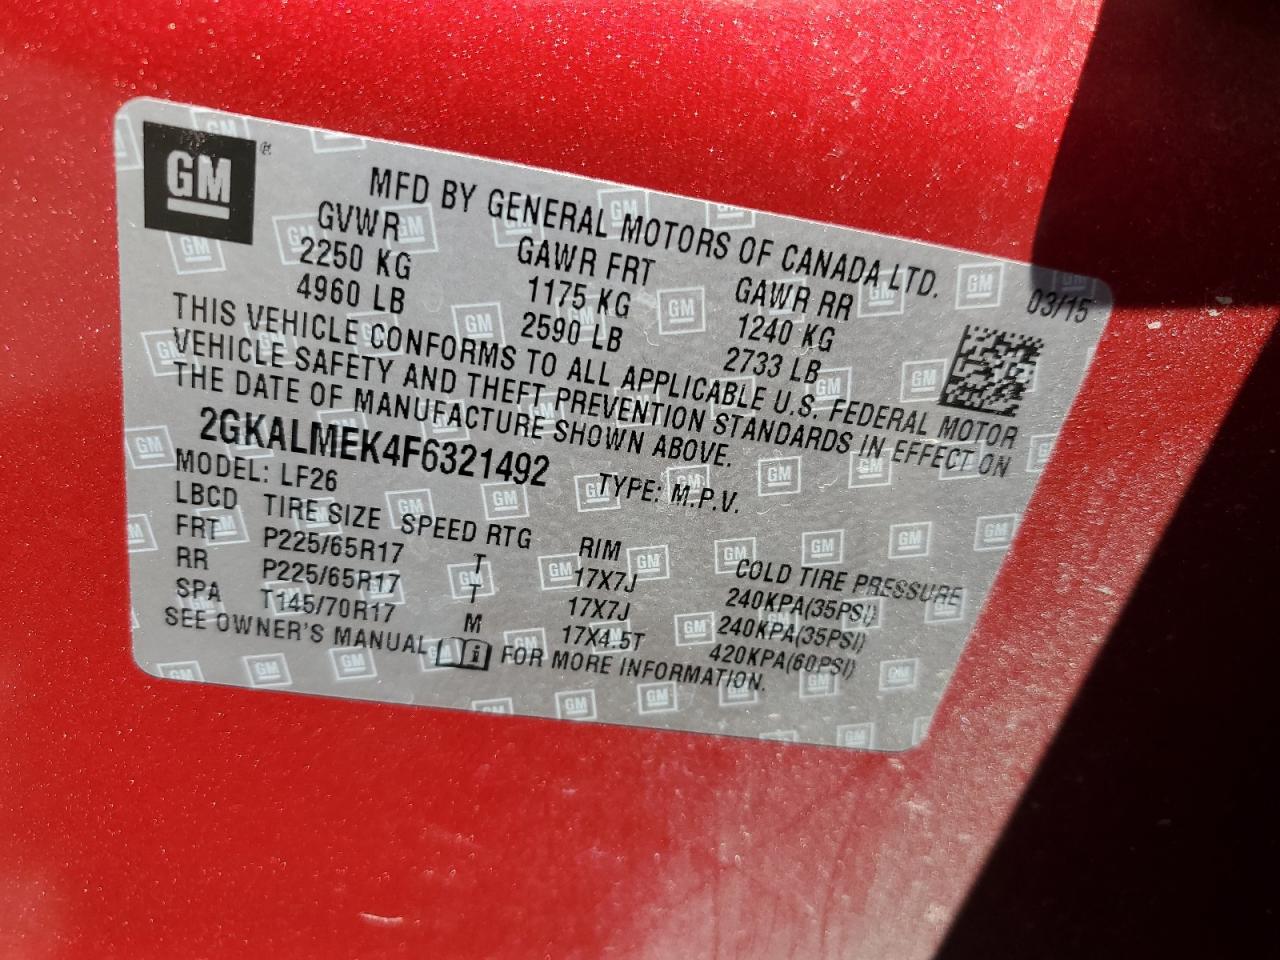 GM
MFD BY GENERAL MOTORS OF CANADA LTD.
03/15
GVWR GAWR FRT GAWR RR
2250 KG 1175 KG 1240 KG
4960 LB 2590 LB 2733 LB
THIS VEHICLE CONFORMS TO ALL APPLICABLE U.S. FEDERAL MOTOR
VEHICLE SAFETY AND THEFT PREVENTION STANDARDS IN EFFECT ON
THE DATE OF MANUFACTURE SHOWN ABOVE.
2GKALMEK4F6321492 TYPE: M.P.V.
MODEL: LF26
LBCD TIRE SIZE SPEED RTG RIM COLD TIRE PRESSURE
FRT P225/65R17 T 17X7J 240KPA(35PSI)
RR P225/65R17 T 17X7J 240KPA(35PSI)
SPA T145/70R17 M 17X4.5T 420KPA(60PSI)
SEE OWNER'S MANUAL i FOR MORE INFORMATION.